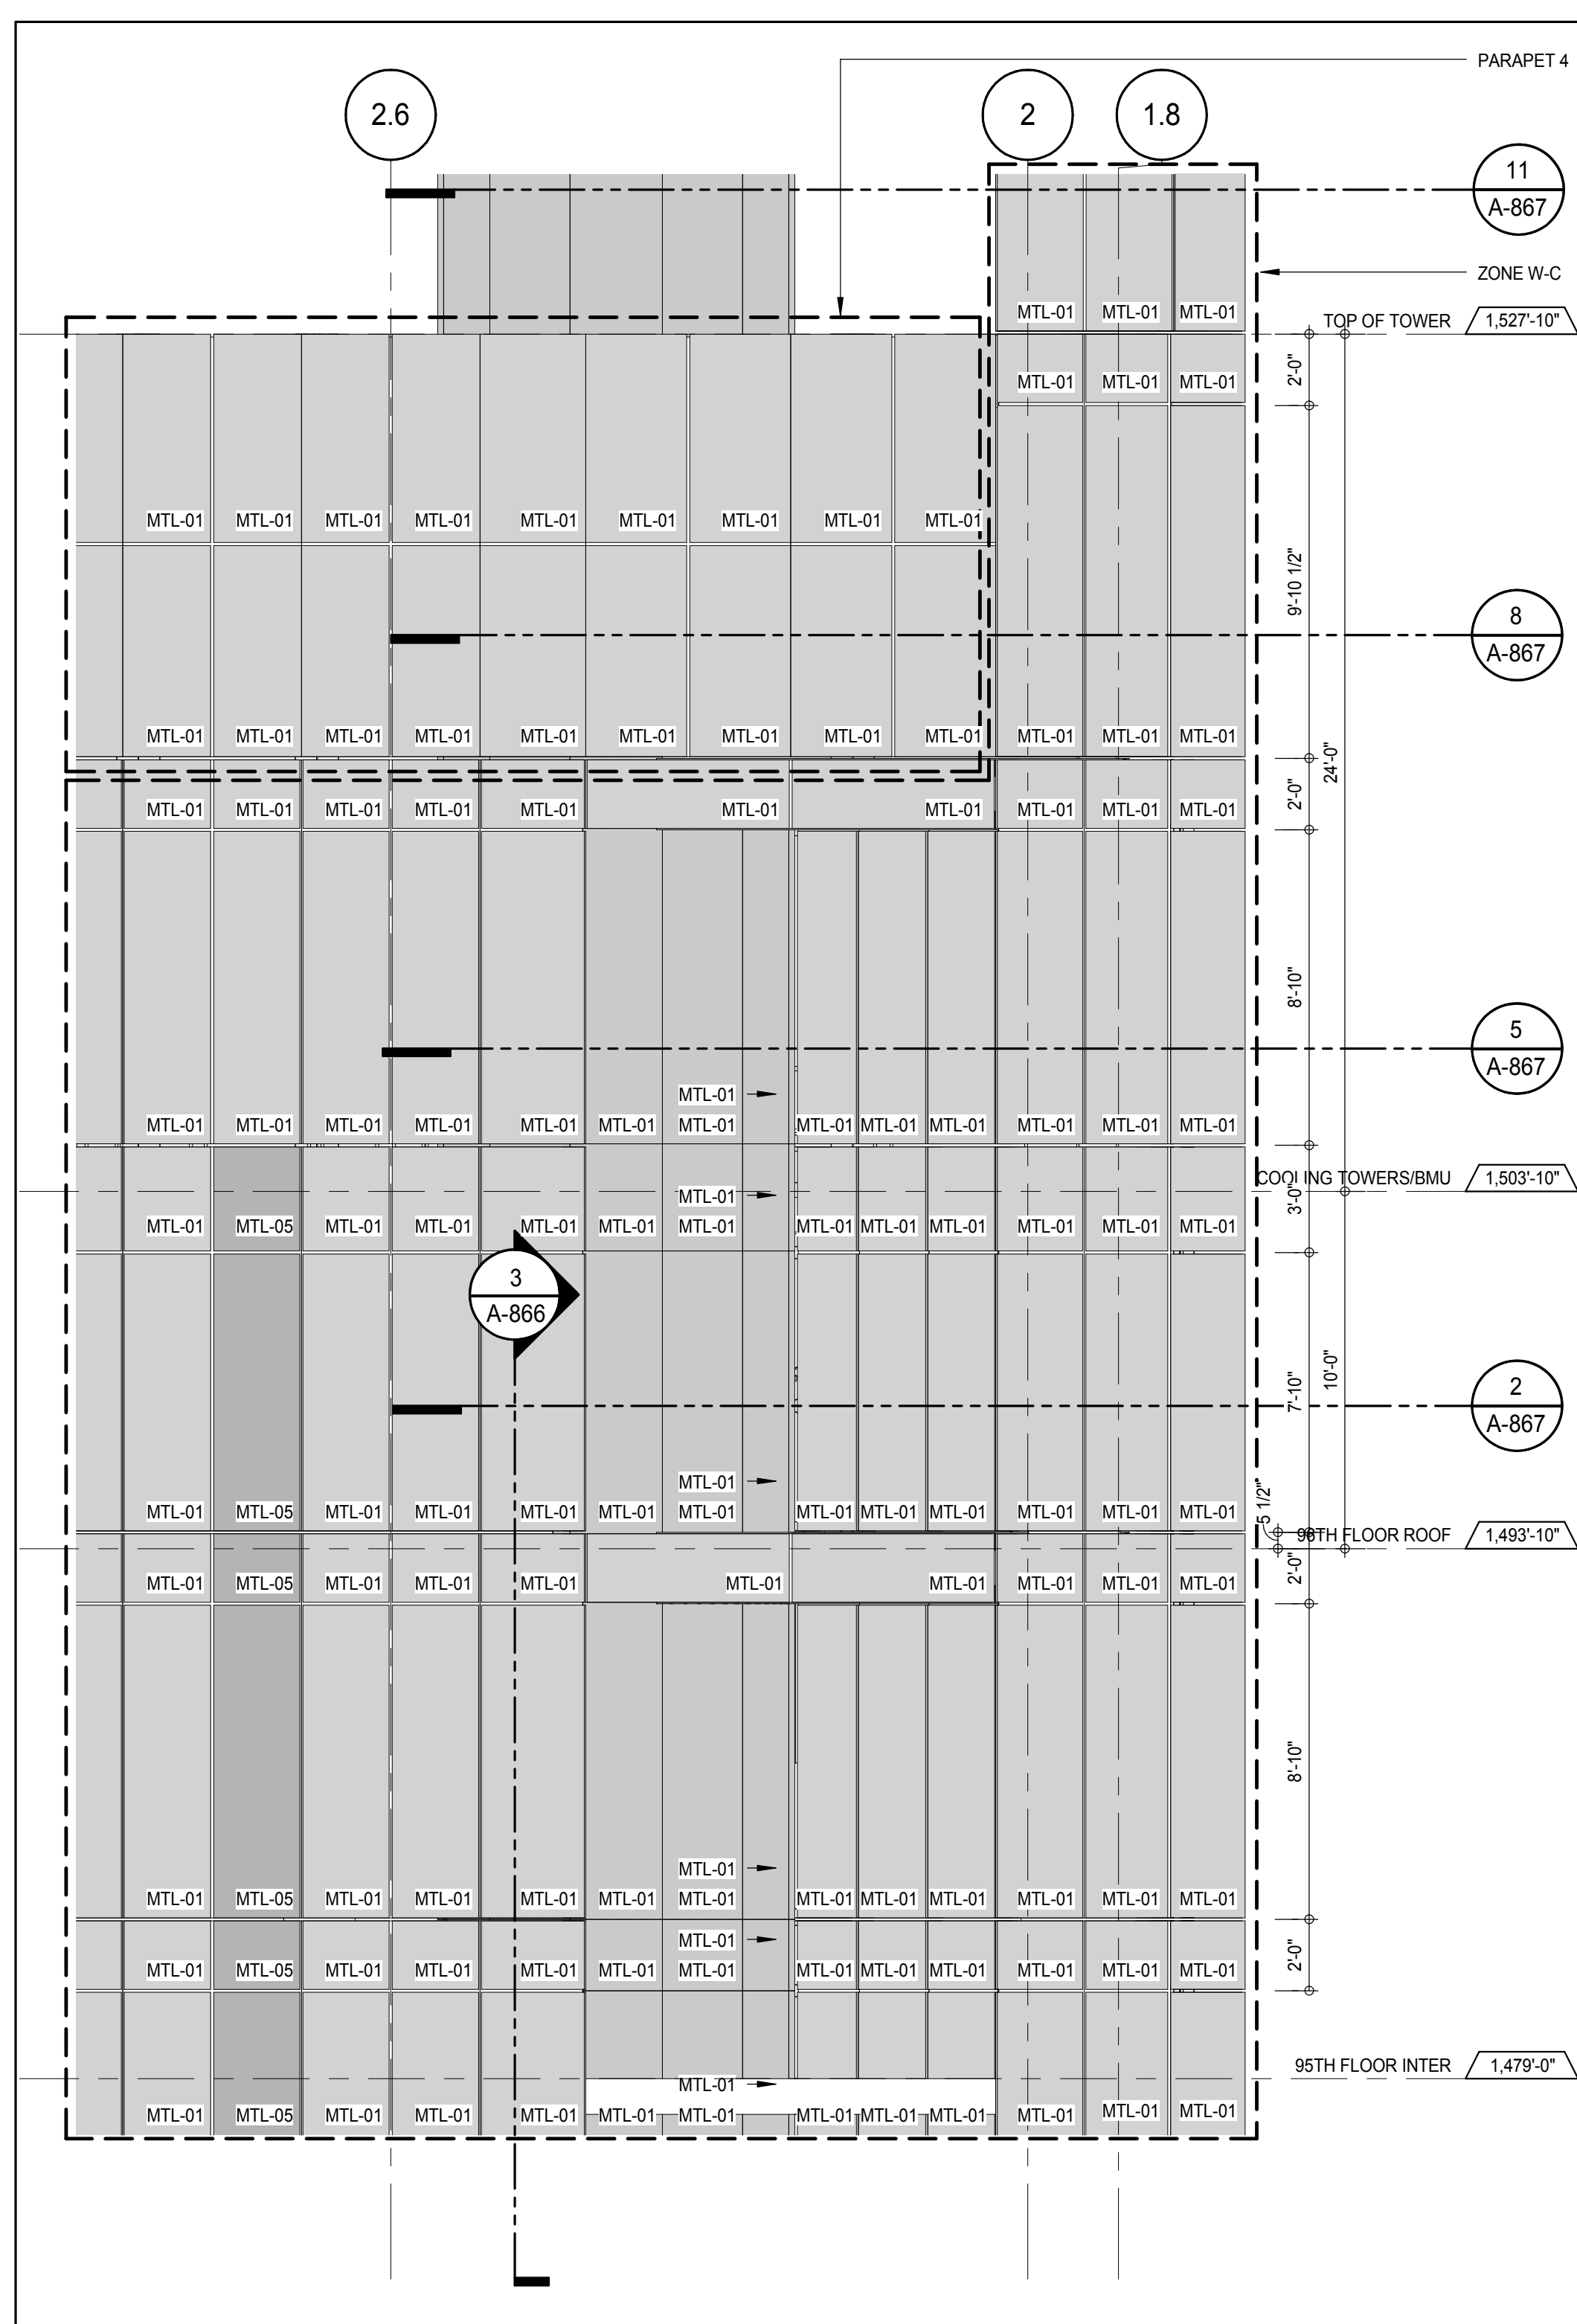 PARAPET 4
2.6 2 1.8
11
A-867
ZONE W-C
MTL-01 MTL-01 MTL-01
TOP OF TOWER 1,527'-10"
2'-0"
MTL-01 MTL-01 MTL-01
MTL-01 MTL-01 MTL-01 MTL-01 MTL-01 MTL-01 MTL-01 MTL-01 MTL-01
9'-10 1/2"
8
A-867
MTL-01 MTL-01 MTL-01 MTL-01 MTL-01 MTL-01 MTL-01 MTL-01 MTL-01 MTL-01 MTL-01 MTL-01
24'-0"
2'-0"
MTL-01 MTL-01 MTL-01 MTL-01 MTL-01 MTL-01 MTL-01 MTL-01 MTL-01 MTL-01
8'-10"
5
A-867
MTL-01
MTL-01 MTL-01 MTL-01 MTL-01 MTL-01 MTL-01 MTL-01 MTL-01 MTL-01 MTL-01 MTL-01 MTL-01 MTL-01
COOLING TOWERS/BMU 1,503'-10"
3'-0"
MTL-01
MTL-01 MTL-05 MTL-01 MTL-01 MTL-01 MTL-01 MTL-01 MTL-01 MTL-01 MTL-01 MTL-01 MTL-01 MTL-01
3
A-866
7'-10"
10'-0"
2
A-867
MTL-01
MTL-01 MTL-05 MTL-01 MTL-01 MTL-01 MTL-01 MTL-01 MTL-01 MTL-01 MTL-01 MTL-01 MTL-01 MTL-01
5 1/2"
96TH FLOOR ROOF 1,493'-10"
2'-0"
MTL-01 MTL-05 MTL-01 MTL-01 MTL-01 MTL-01 MTL-01 MTL-01 MTL-01 MTL-01
8'-10"
MTL-01
MTL-01 MTL-05 MTL-01 MTL-01 MTL-01 MTL-01 MTL-01 MTL-01 MTL-01 MTL-01 MTL-01 MTL-01 MTL-01
MTL-01
2'-0"
MTL-01 MTL-05 MTL-01 MTL-01 MTL-01 MTL-01 MTL-01 MTL-01 MTL-01 MTL-01 MTL-01 MTL-01 MTL-01
95TH FLOOR INTER 1,479'-0"
MTL-01
MTL-01 MTL-05 MTL-01 MTL-01 MTL-01 MTL-01 MTL-01 MTL-01 MTL-01 MTL-01 MTL-01 MTL-01 MTL-01